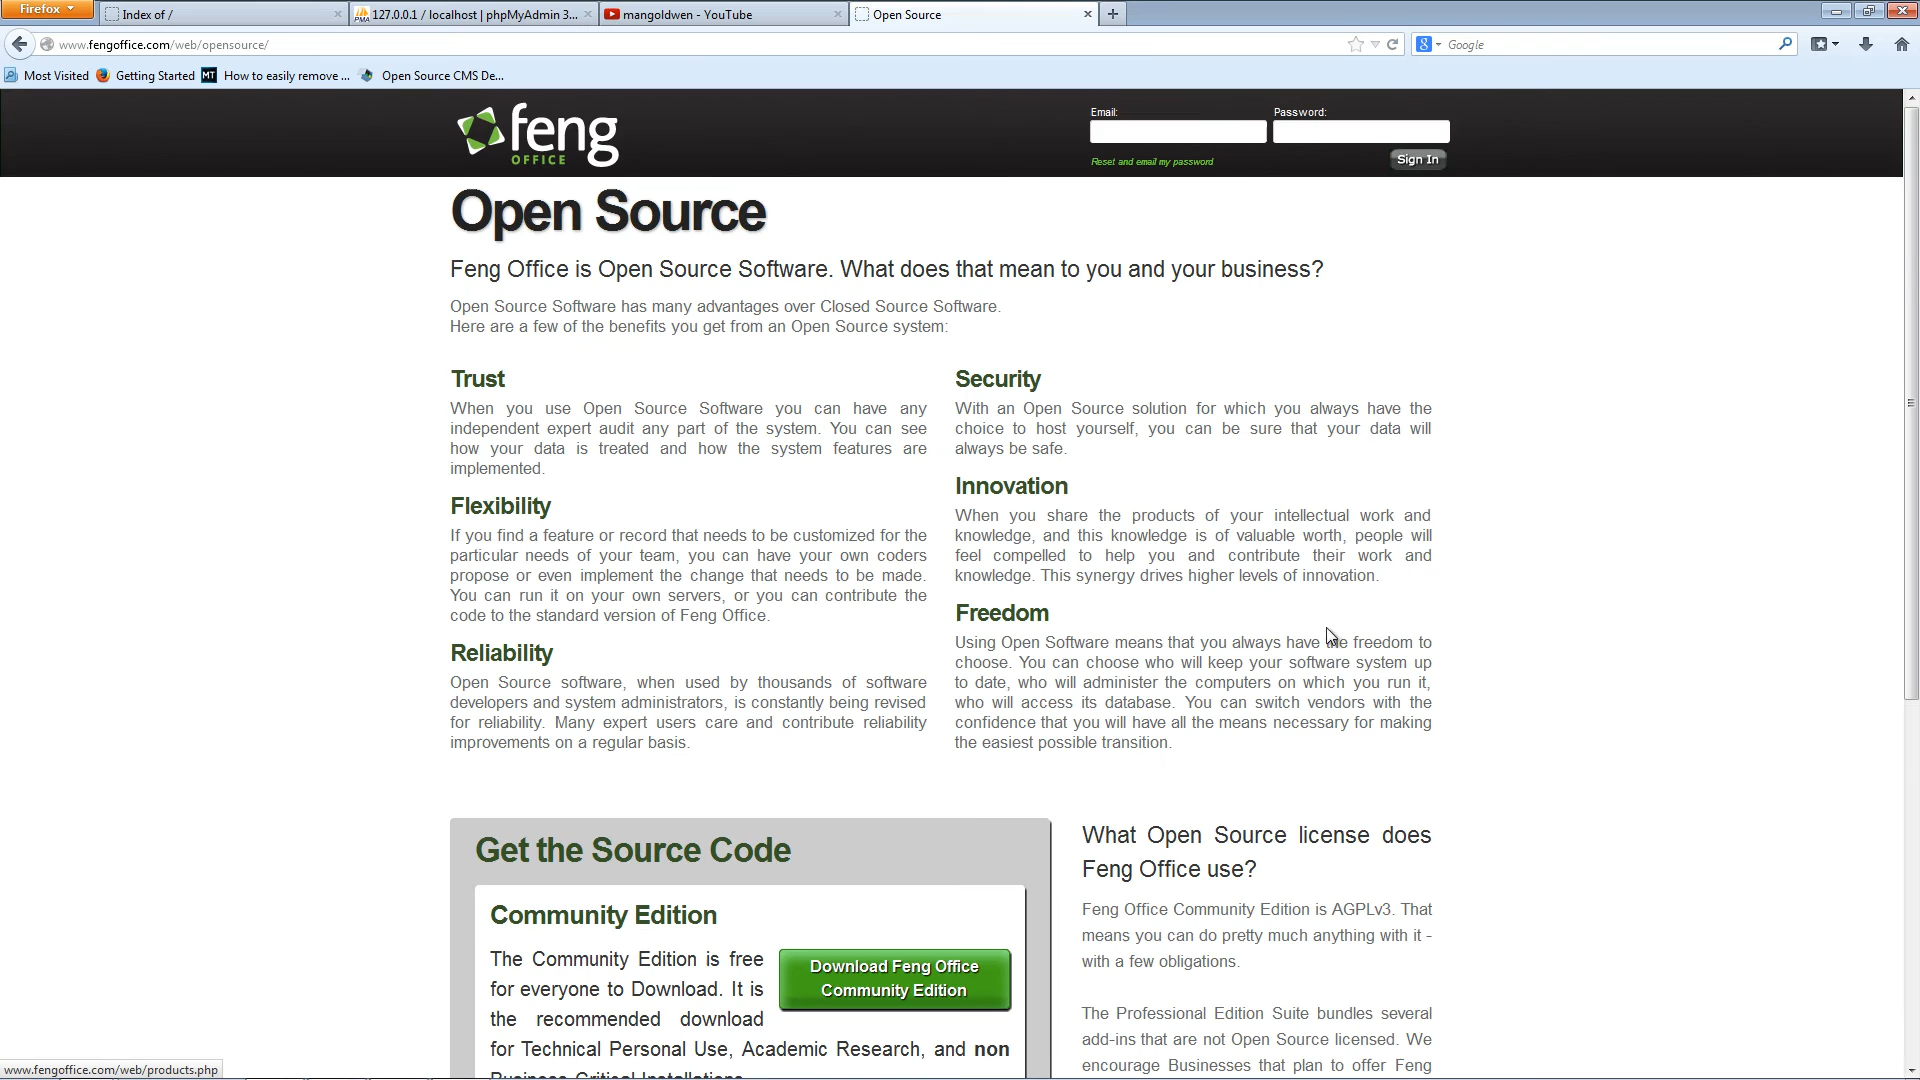 Firefox
Index of /
127.0.0.1 / localhost | phpMyAdmin 3...
mangoldwen - YouTube
Open Source
www.fengoffice.com/web/opensource/
Google
Most Visited
Getting Started
How to easily remove ...
Open Source CMS De...
feng
OFFICE
Email:
Password:
Reset and email my password
Sign In
Open Source
Feng Office is Open Source Software. What does that mean to you and your business?
Open Source Software has many advantages over Closed Source Software.
Here are a few of the benefits you get from an Open Source system:
Trust
When you use Open Source Software you can have any
independent expert audit any part of the system. You can see
how your data is treated and how the system features are
implemented.
Flexibility
If you find a feature or record that needs to be customized for the
particular needs of your team, you can have your own coders
propose or even implement the change that needs to be made.
You can run it on your own servers, or you can contribute the
code to the standard version of Feng Office.
Reliability
Open Source software, when used by thousands of software
developers and system administrators, is constantly being revised
for reliability. Many expert users care and contribute reliability
improvements on a regular basis.
Security
With an Open Source solution for which you always have the
choice to host yourself, you can be sure that your data will
always be safe.
Innovation
When you share the products of your intellectual work and
knowledge, and this knowledge is of valuable worth, people will
feel compelled to help you and contribute their work and
knowledge. This synergy drives higher levels of innovation.
Freedom
Using Open Software means that you always have the freedom to
choose. You can choose who will keep your software system up
to date, who will administer the computers on which you run it,
who will access its database. You can switch vendors with the
confidence that you will have all the means necessary for making
the easiest possible transition.
Get the Source Code
Community Edition
The Community Edition is free
for everyone to Download. It is
the recommended download
for Technical Personal Use, Academic Research, and non
Business-Critical Installations.
Download Feng Office
Community Edition
What Open Source license does
Feng Office use?
Feng Office Community Edition is AGPLv3. That
means you can do pretty much anything with it -
with a few obligations.
The Professional Edition Suite bundles several
add-ins that are not Open Source licensed. We
encourage Businesses that plan to offer Feng
www.fengoffice.com/web/products.php